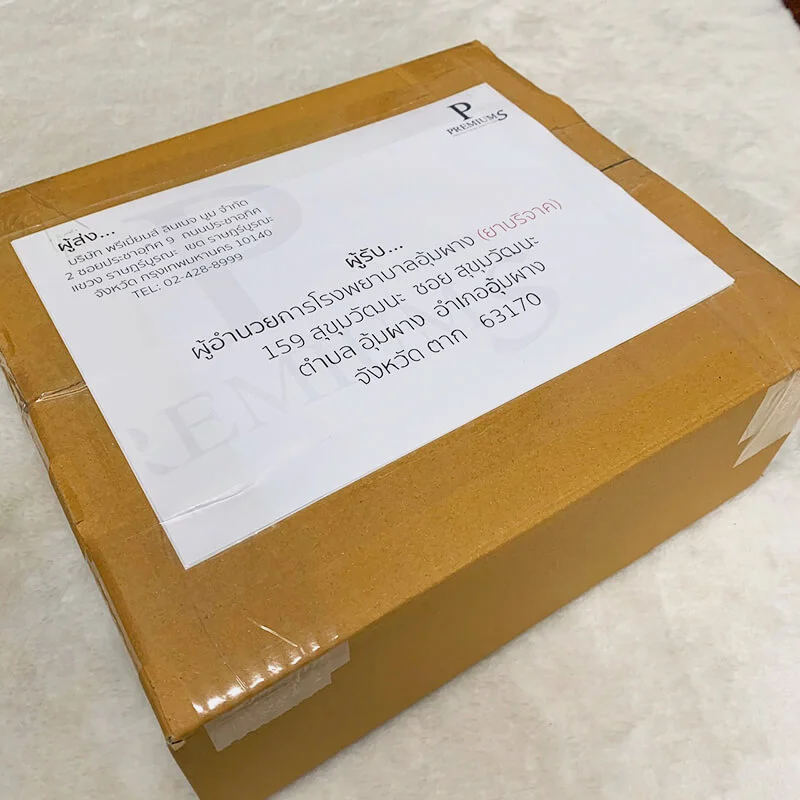 P
PREMIUMS
ผู้ส่ง...
บริษัท พรีเมี่ยมส์ ลินเนจ นูม จำกัด
2 ซอยประชาอุทิศ 9 ถนนประชาอุทิศ
แขวง ราษฎร์บูรณะ เขต ราษฎร์บูรณะ
จังหวัด กรุงเทพมหานคร 10140
TEL: 02-428-8999
ผู้รับ...
ผู้อำนวยการโรงพยาบาลอุ้มผาง (ยาบริจาค)
159 สุขุมวัฒนะ ซอย สุขุมวัฒนะ
ตำบล อุ้มผาง อำเภออุ้มผาง
จังหวัด ตาก 63170
P
REMIUMS